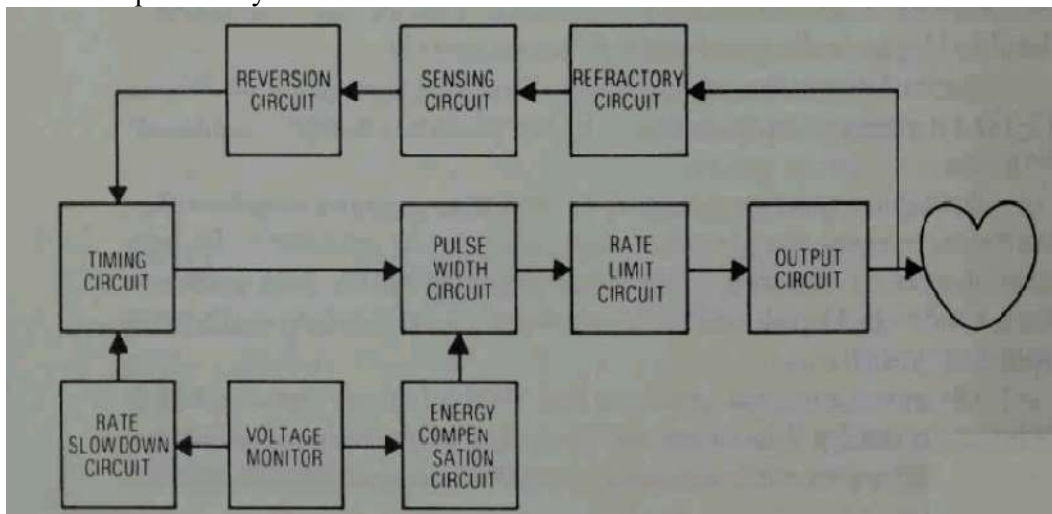 REVERSION
CIRCUIT
SENSING
CIRCUIT
REFRACTORY
CIRCUIT
TIMING
CIRCUIT
PULSE
WIDTH
CIRCUIT
RATE
LIMIT
CIRCUIT
OUTPUT
CIRCUIT
RATE
SLOWDOWN
CIRCUIT
VOLTAGE
MONITOR
ENERGY
COMPEN
SATION
CIRCUIT